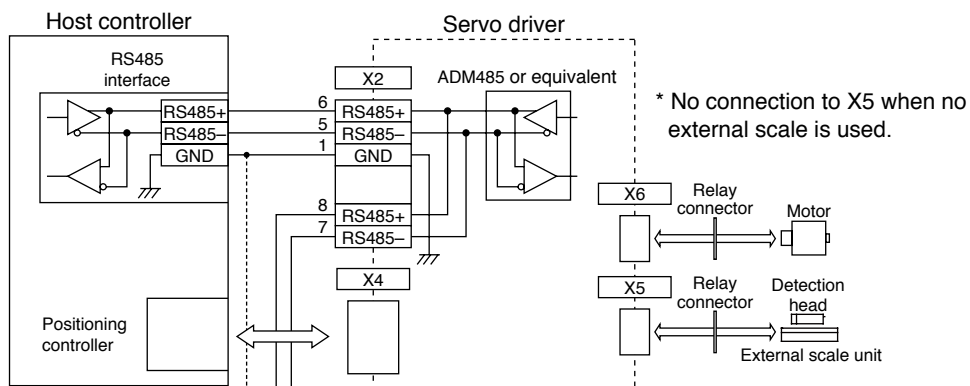 Host controller
Servo driver
RS485
interface
X2
ADM485 or equivalent
* No connection to X5 when no
external scale is used.
RS485+
6
RS485+
RS485–
5
RS485–
GND
1
GND
8
RS485+
7
RS485–
X6
Relay
connector
Motor
X4
X5
Relay
connector
Detection
head
Positioning
controller
External scale unit